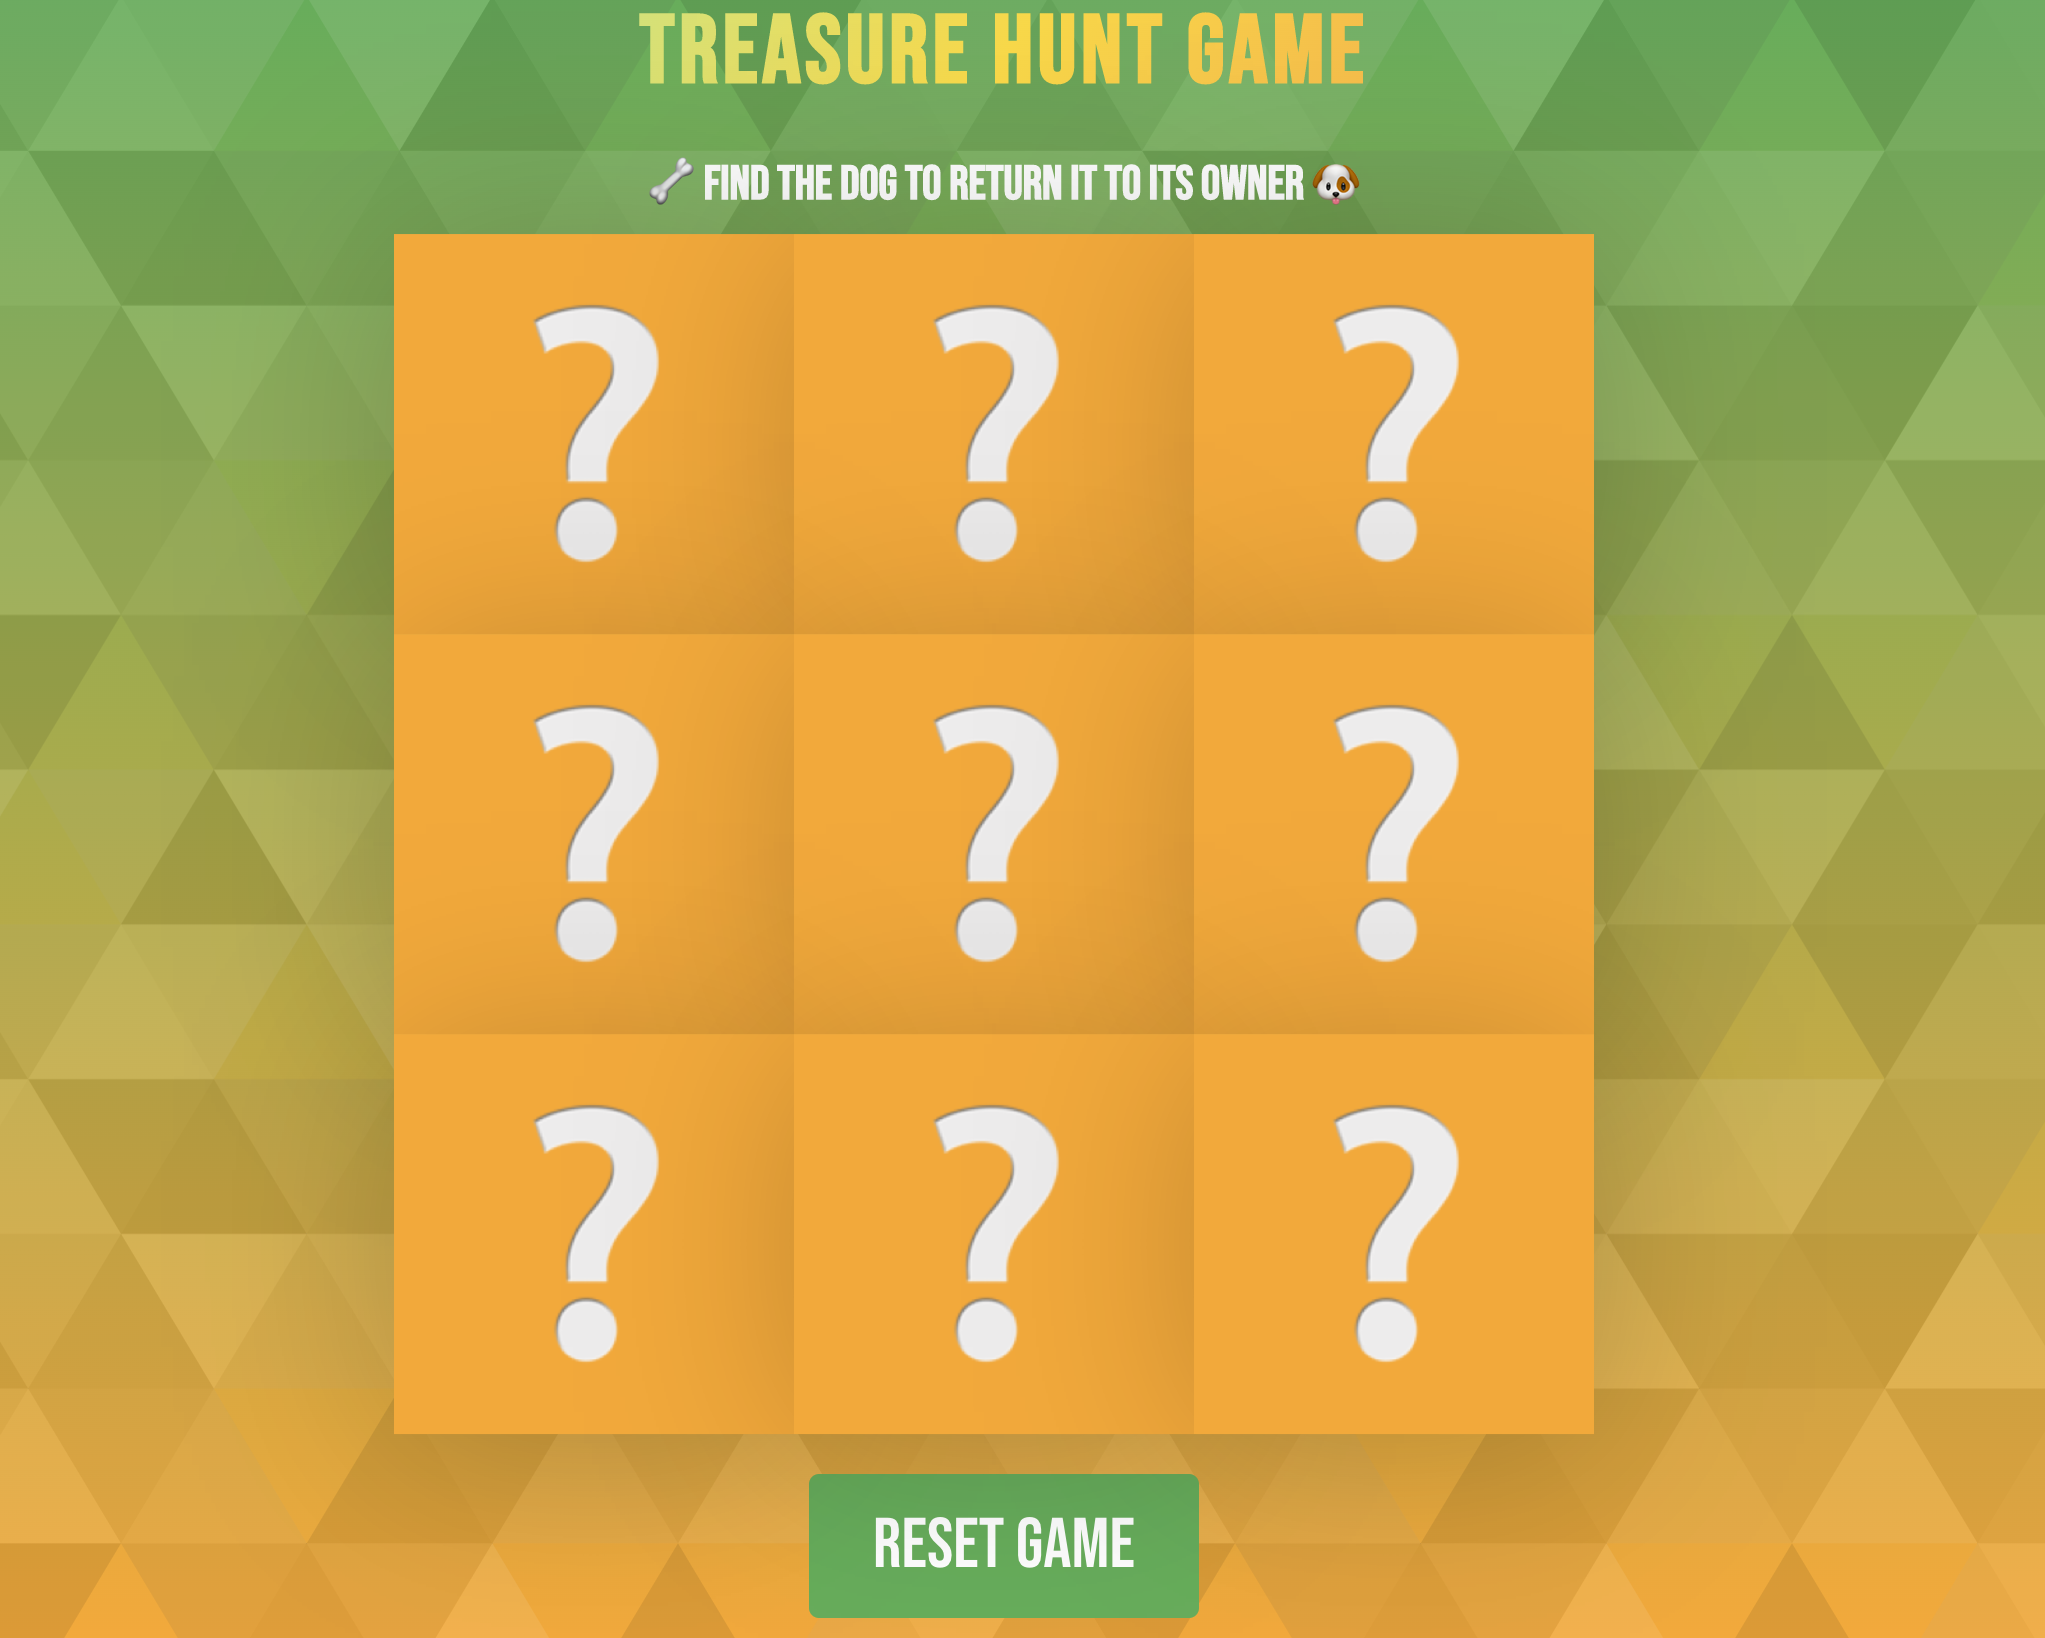 TREASURE HUNT GAME
🦴 FIND THE DOG TO RETURN IT TO ITS OWNER 🐶
? ? ?
? ? ?
? ? ?
RESET GAME